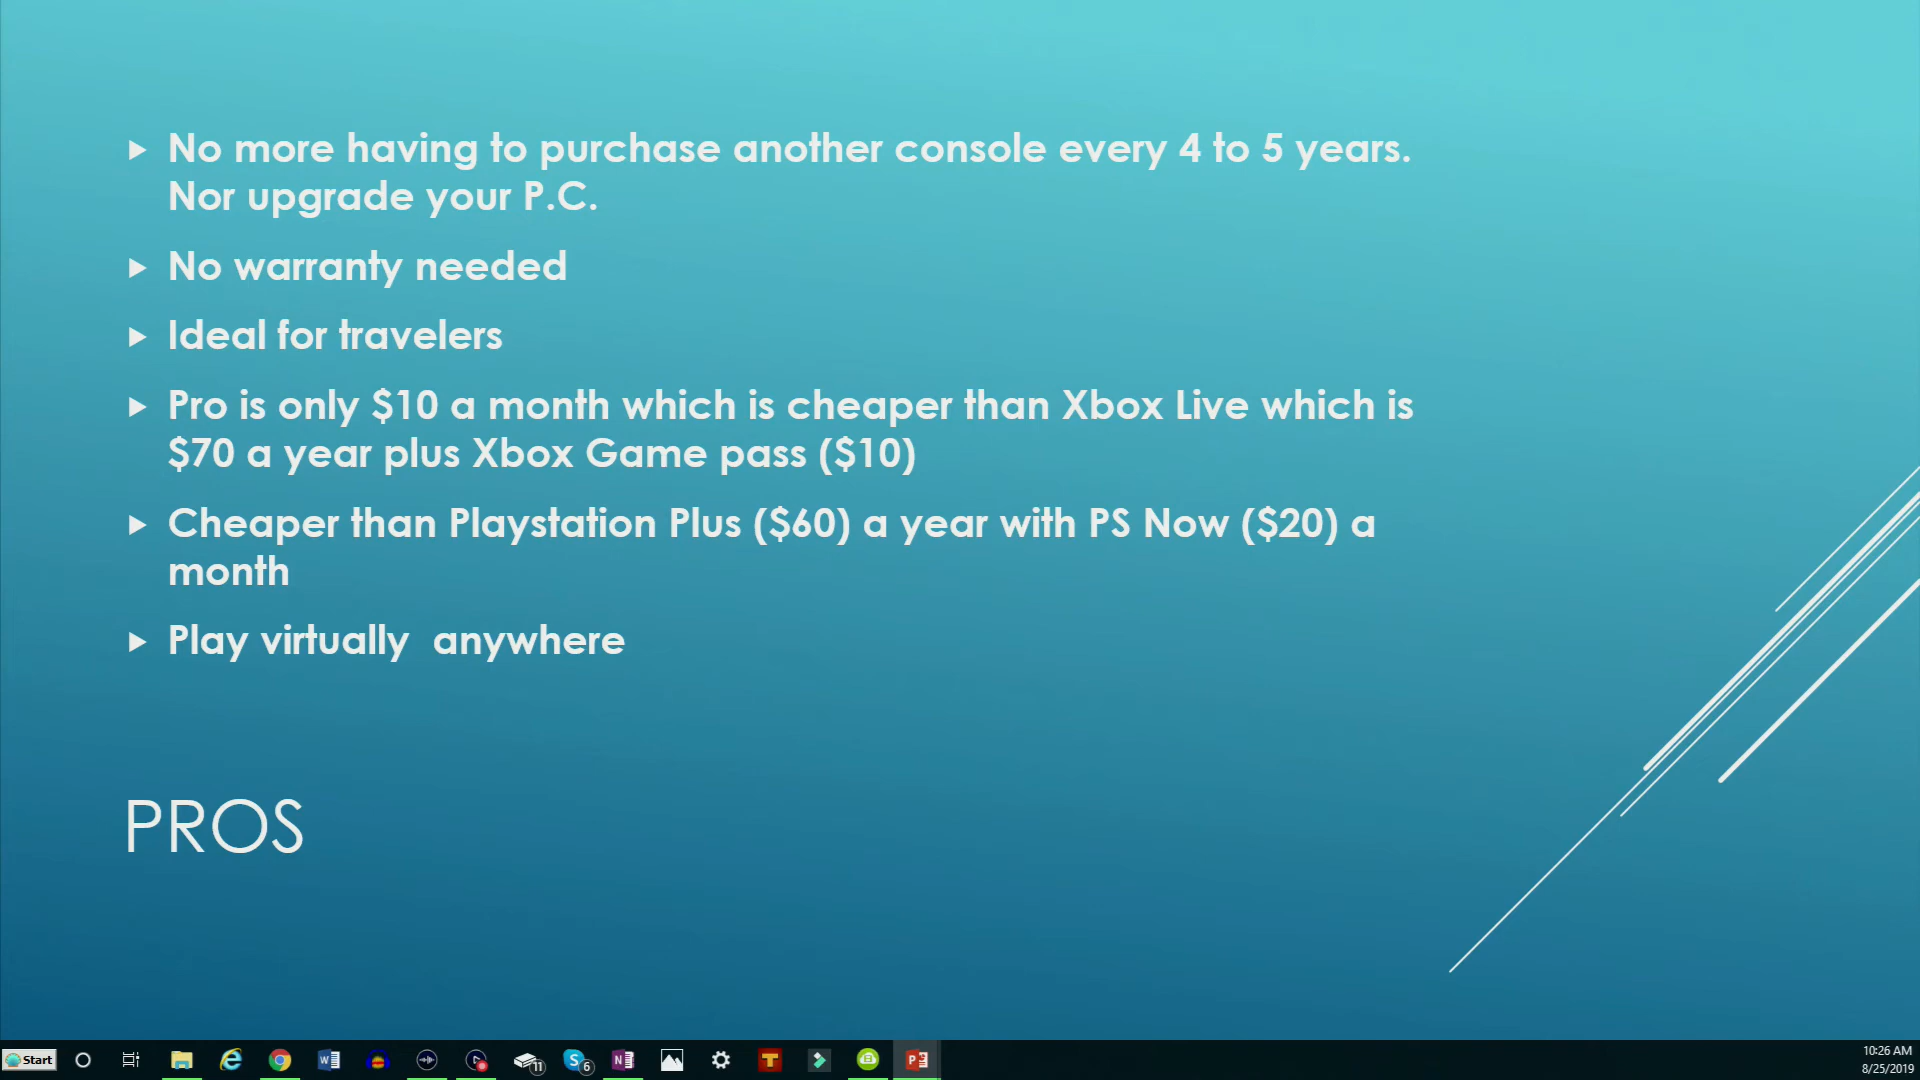 No more having to purchase another console every 4 to 5 years.
Nor upgrade your P.C.
No warranty needed
Ideal for travelers
Pro is only $10 a month which is cheaper than Xbox Live which is
$70 a year plus Xbox Game pass ($10)
Cheaper than Playstation Plus ($60) a year with PS Now ($20) a
month
Play virtually  anywhere
PROS
Start
11
6
10:26 AM
8/25/2019